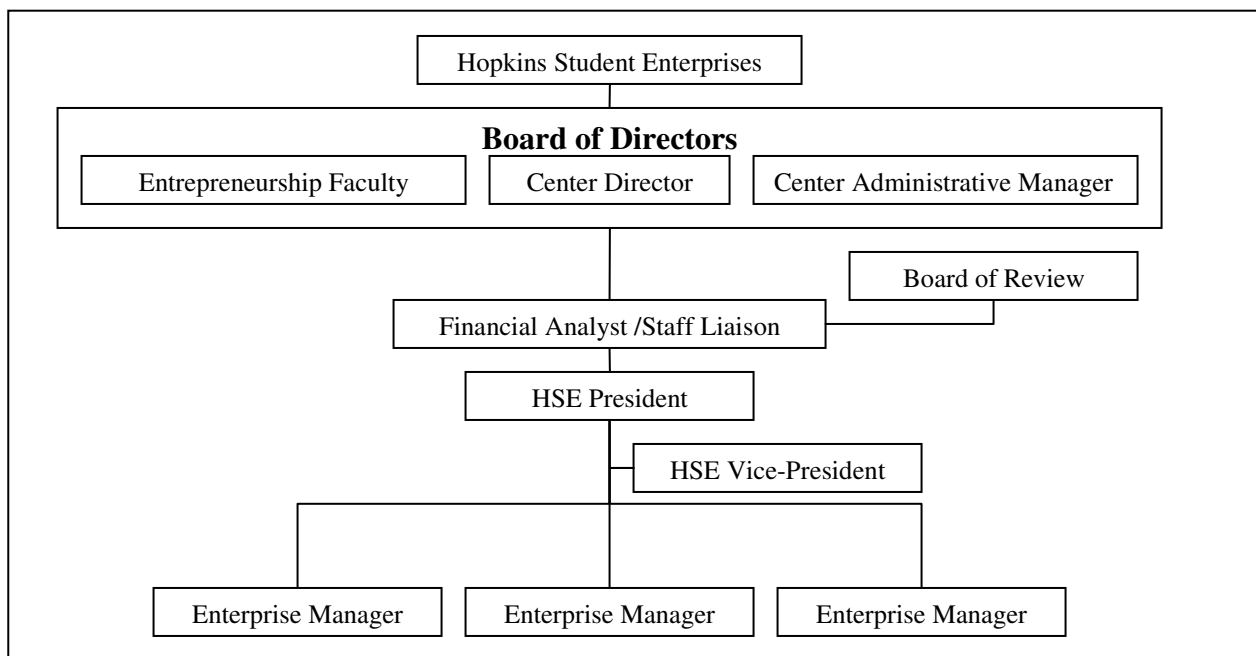 Hopkins Student Enterprises
Board of Directors
Entrepreneurship Faculty
Center Director
Center Administrative Manager
Board of Review
Financial Analyst /Staff Liaison
HSE President
HSE Vice-President
Enterprise Manager
Enterprise Manager
Enterprise Manager